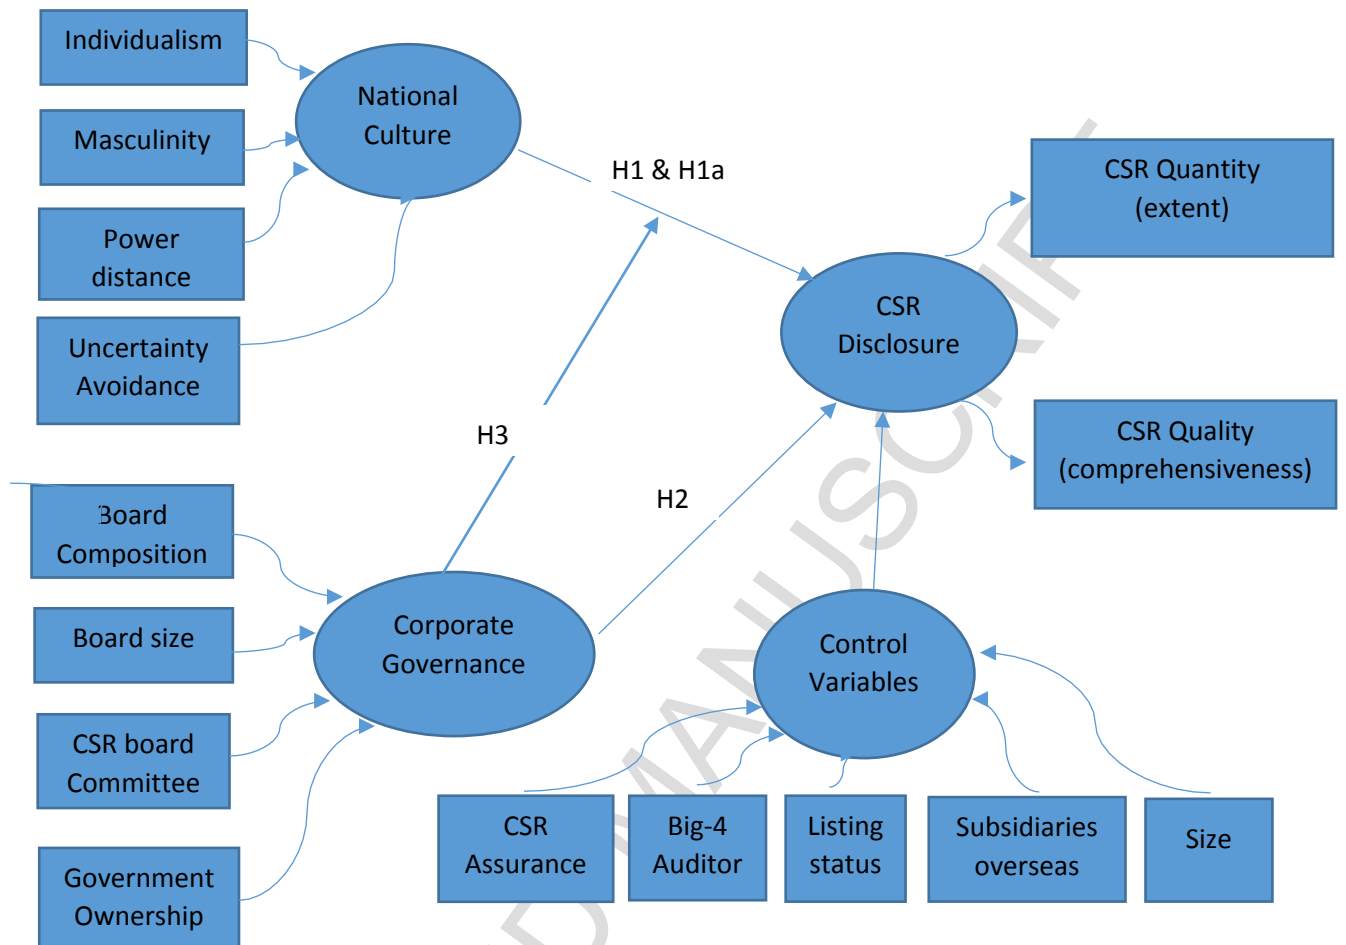 Individualism
National
Culture
Masculinity
H1 & H1a
CSR Quantity
(extent)
Power
distance
CSR
Disclosure
Uncertainty
Avoidance
H3
CSR Quality
(comprehensiveness)
H2
Board
Composition
Corporate
Governance
Board size
Control
Variables
CSR board
Committee
CSR
Assurance
Big-4
Auditor
Listing
status
Subsidiaries
overseas
Size
Government
Ownership
D MANUSCRIPT